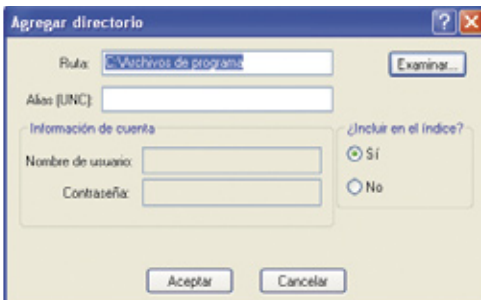 Agregar directorio
Ruta: C:\Archivos de programa
Examinar...
Alias (UNC):
Información de cuenta
Nombre de usuario:
Contraseña:
¿Incluir en el índice?
Sí
No
Aceptar
Cancelar